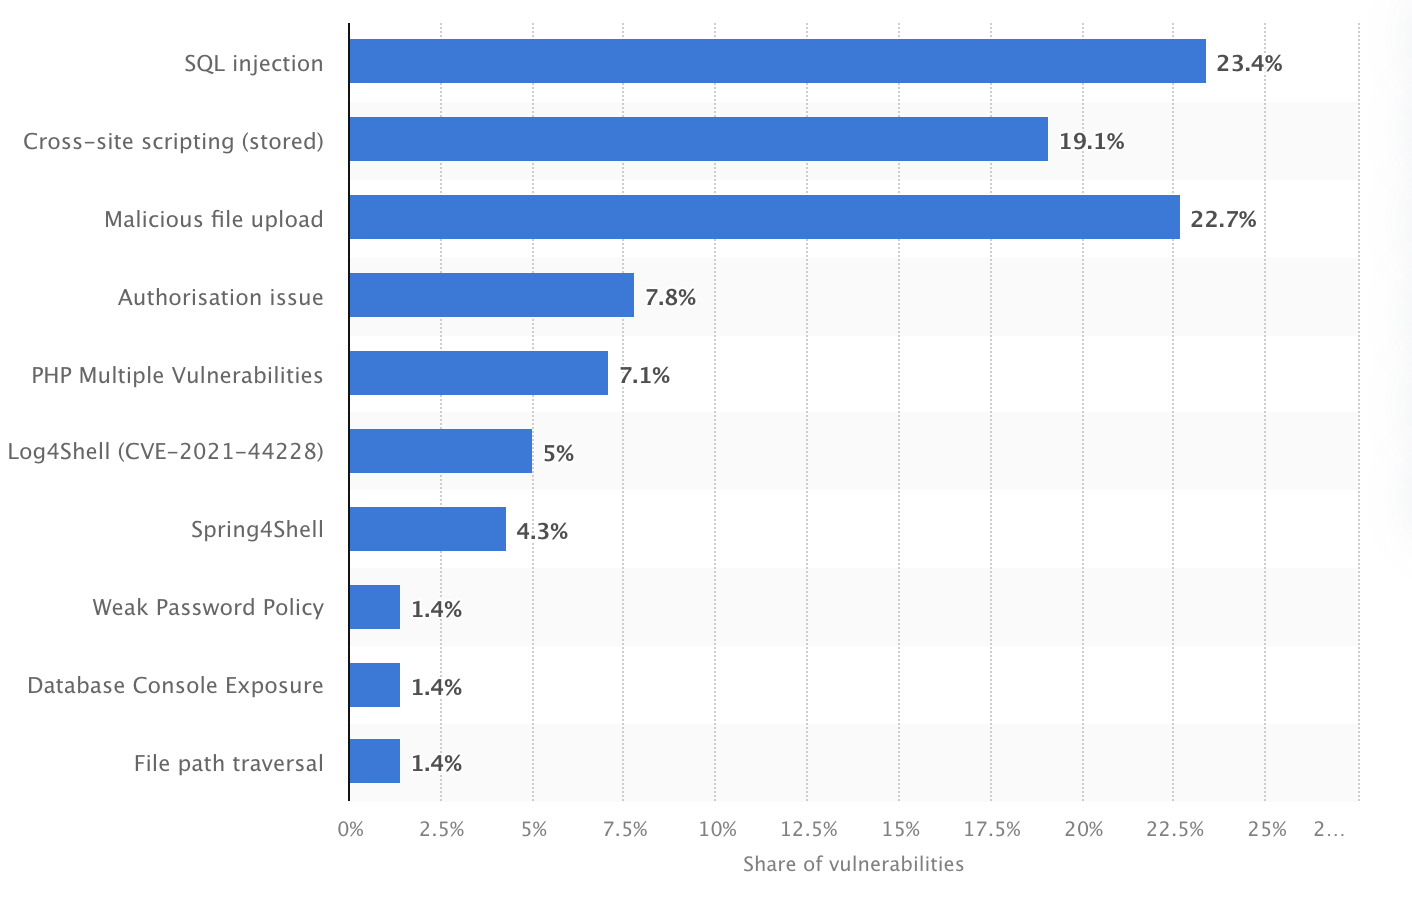 SQL injection 23.4%
Cross-site scripting (stored) 19.1%
Malicious file upload 22.7%
Authorisation issue 7.8%
PHP Multiple Vulnerabilities 7.1%
Log4Shell (CVE-2021-44228) 5%
Spring4Shell 4.3%
Weak Password Policy 1.4%
Database Console Exposure 1.4%
File path traversal 1.4%
0% 2.5% 5% 7.5% 10% 12.5% 15% 17.5% 20% 22.5% 25% 2…
Share of vulnerabilities